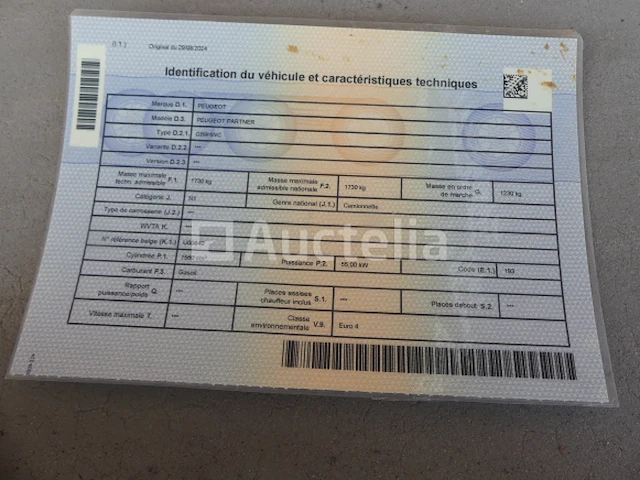 (I.T.) Original du 29/08/2024
Identification du véhicule et caractéristiques techniques
Marque D.1. PEUGEOT
Modèle D.3. PEUGEOT PARTNER
Type D.2.1
Variante D.2.2 ---
Version D.2.3 ---
Masse maximale techn. admissible F.1. 1730 kg Masse maximale admissible nationale F.2. 1730 kg Masse en ordre de marche G. 1230 kg
Catégorie J. N1 Genre national (J.1.) Camionnette
Type de carrosserie (J.2.) ---
WVTA K.
N° référence belge (K.1.)
Cylindrée P.1. 1560 Puissance P.2. 55,00 kW Code (E.1.) 193
Carburant P.3. Gasoil
Rapport puissance/poids Q. --- Places assises chauffeur inclus S.1. --- Places debout S.2. ---
Vitesse maximale T. --- Classe environnementale V.9. Euro 4
Auctelia